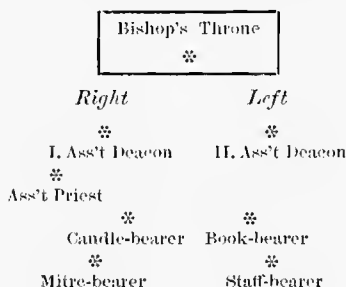 Bishop's Throne
Right Left
I. Ass't Deacon II. Ass't Deacon
Ass't Priest
Candle-bearer Book-bearer
Mitre-bearer Staff-bearer